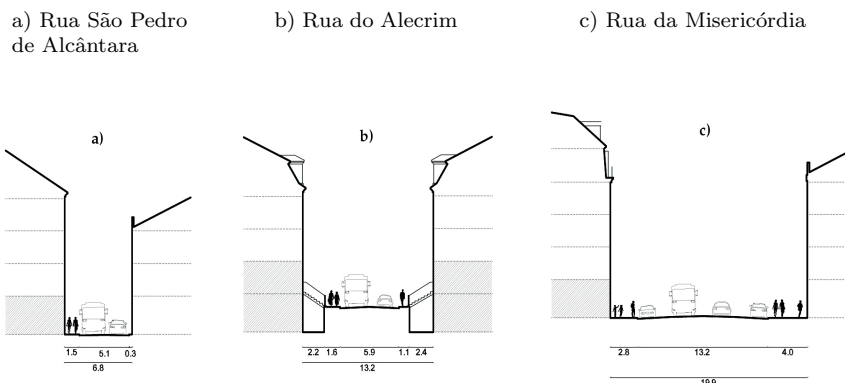 a) Rua São Pedro
de Alcântara
b) Rua do Alecrim
c) Rua da Misericórdia
a)
b)
c)
1.5 5.1 0.3
6.8
2.2 1.6 5.9 1.1 2.4
13.2
2.8 13.2 4.0
19.9